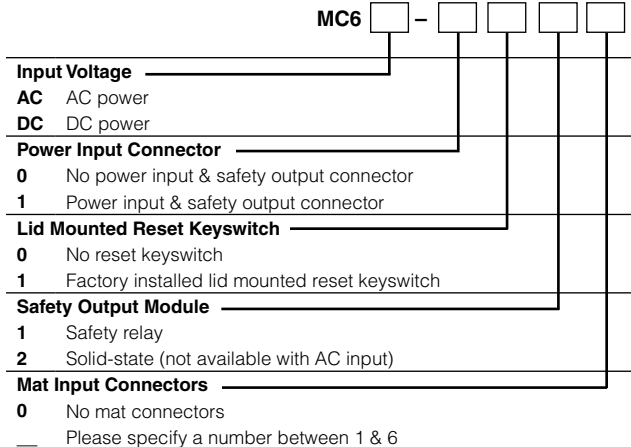 MC6 –
Input Voltage
AC AC power
DC DC power
Power Input Connector
0 No power input & safety output connector
1 Power input & safety output connector
Lid Mounted Reset Keyswitch
0 No reset keyswitch
1 Factory installed lid mounted reset keyswitch
Safety Output Module
1 Safety relay
2 Solid-state (not available with AC input)
Mat Input Connectors
0 No mat connectors
__ Please specify a number between 1 & 6